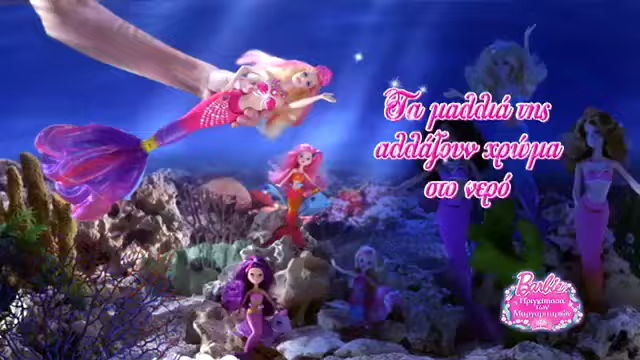 Τα μαλλιά της
αλλάζουν χρώμα
στο νερό
Barbie
Η Πριγκίπισσα
των
Μαργαριταριών